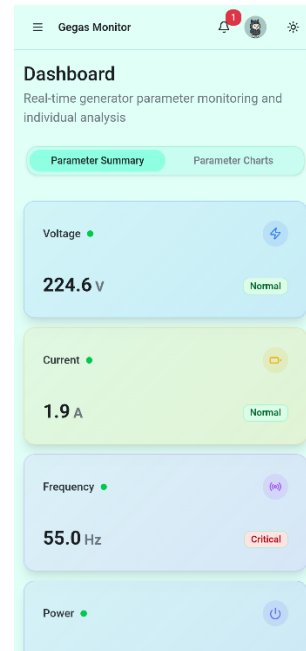 Gegas Monitor
1
Dashboard
Real-time generator parameter monitoring and
individual analysis
Parameter Summary
Parameter Charts
Voltage
224.6 V
Normal
Current
1.9 A
Normal
Frequency
55.0 Hz
Critical
Power